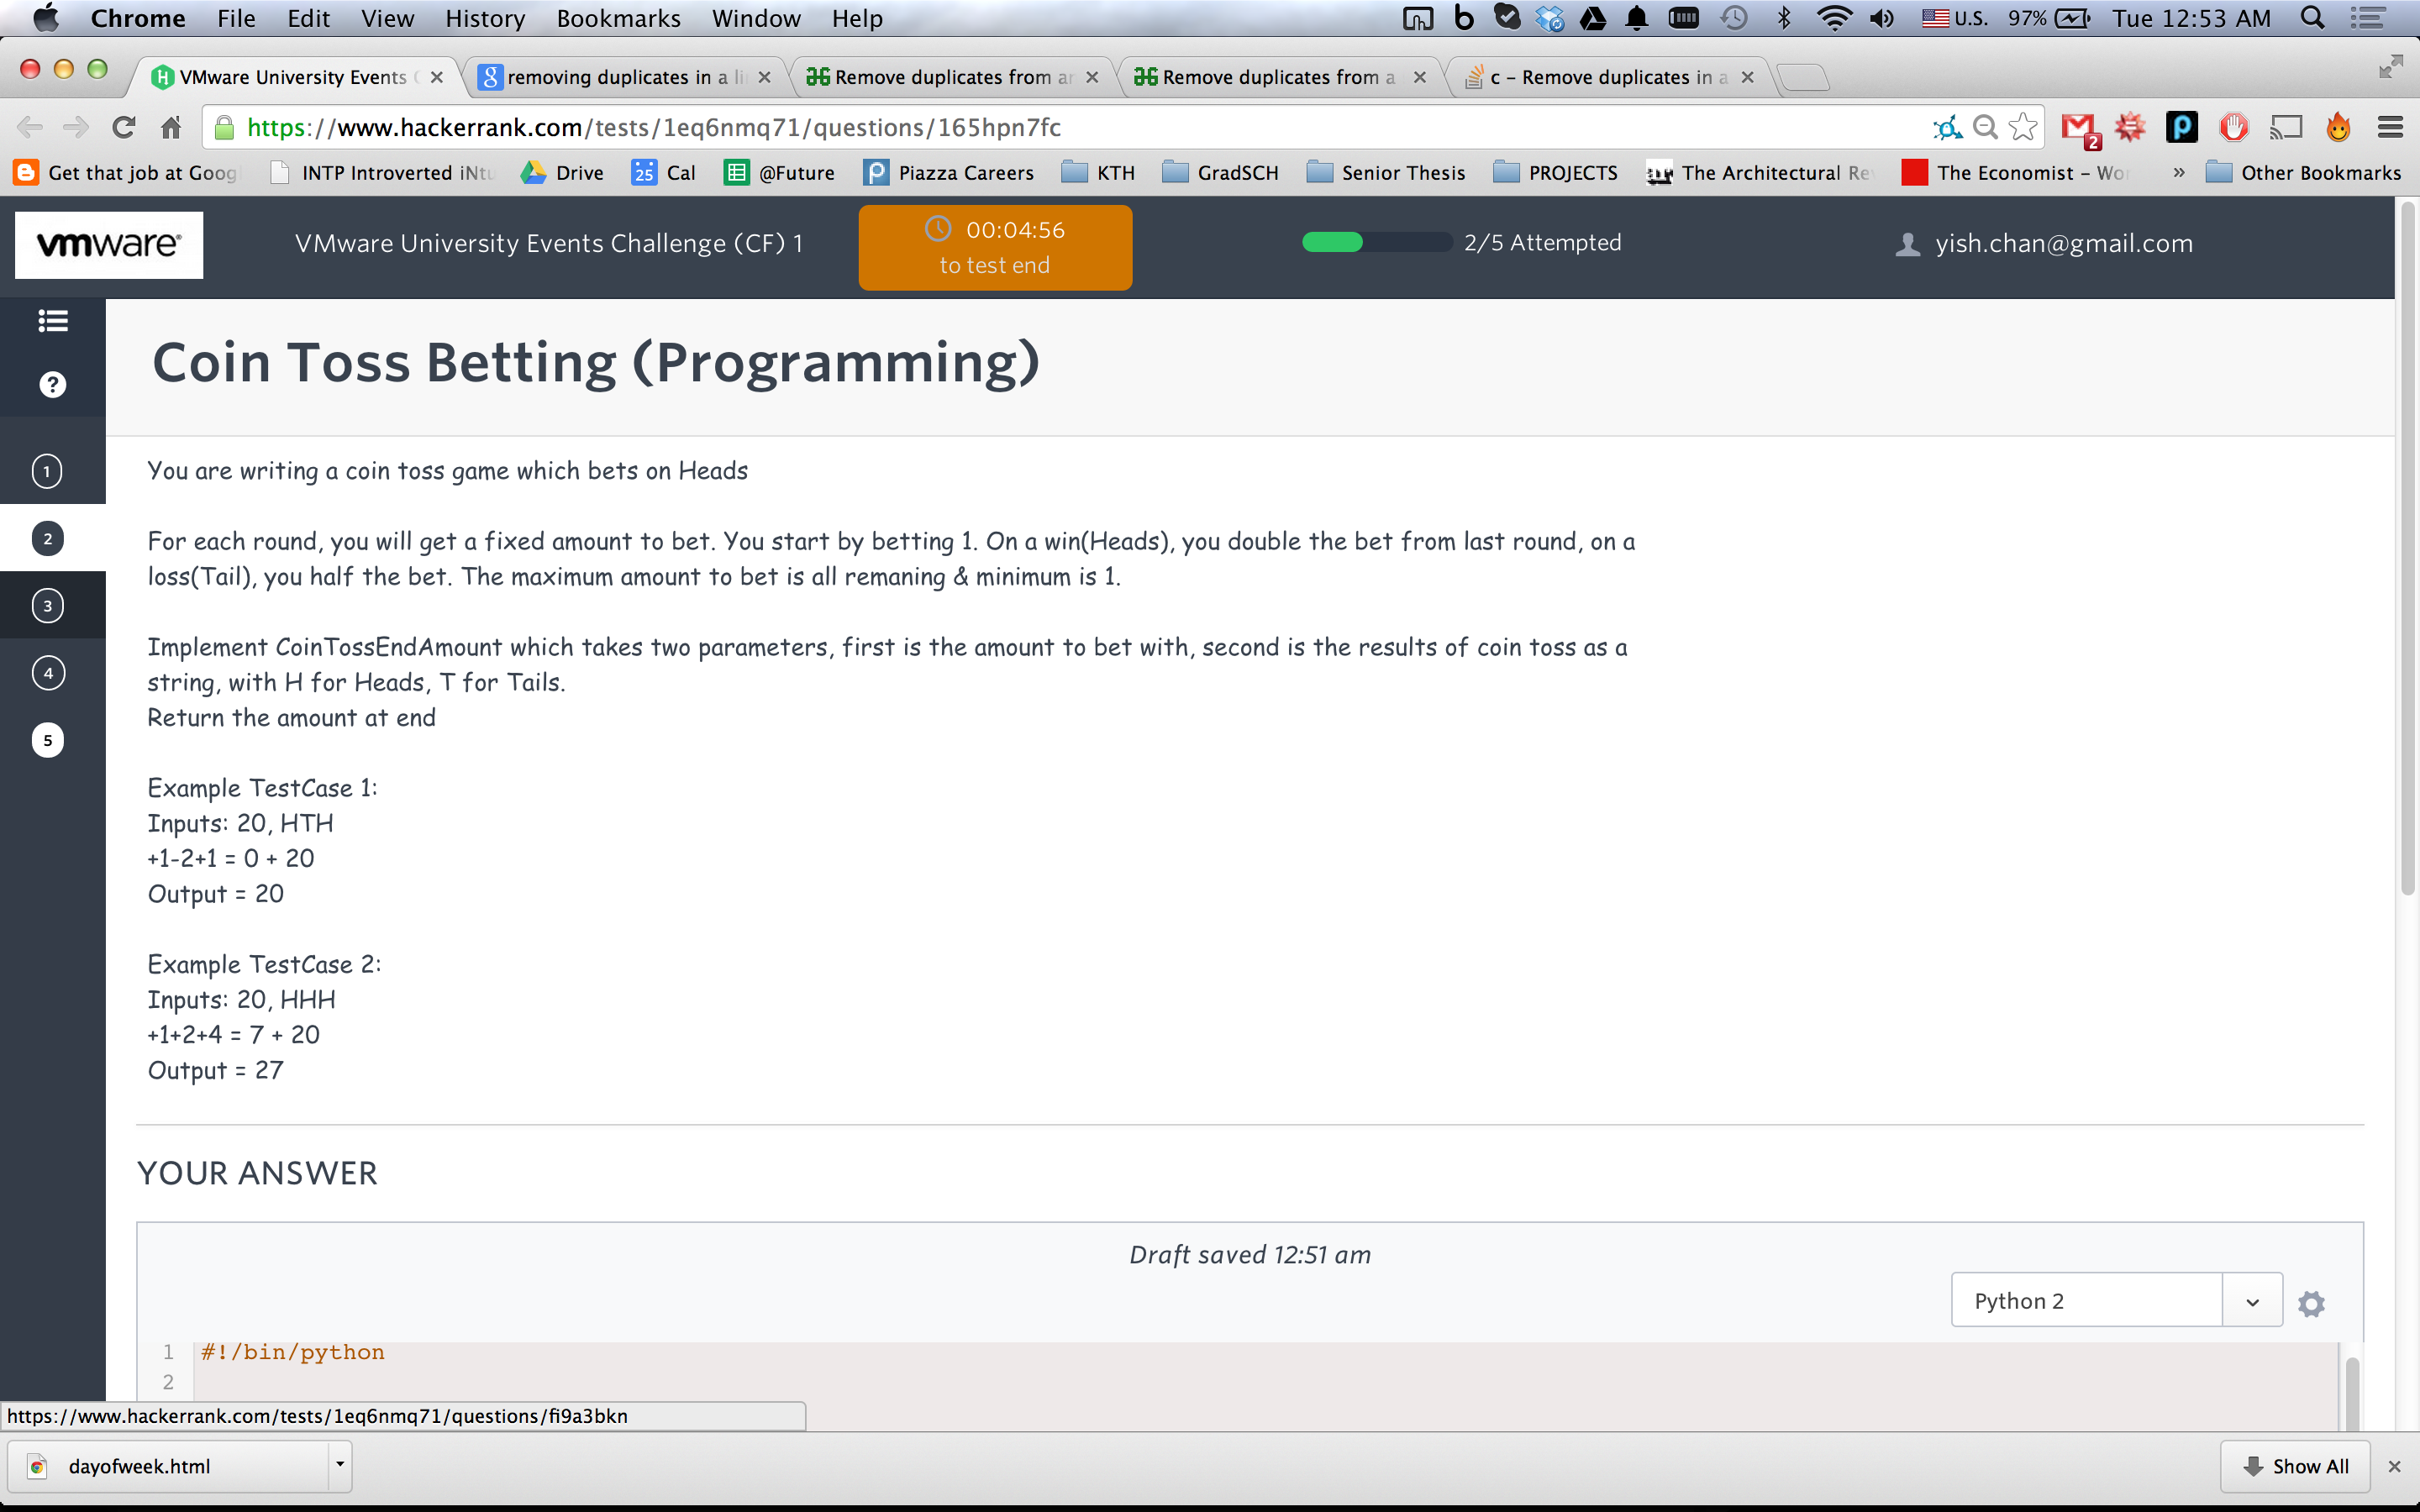 Chrome File Edit View History Bookmarks Window Help U.S. 97% Tue 12:53 AM
VMware University Events removing duplicates in a li Remove duplicates from ar Remove duplicates from a c – Remove duplicates in a
https://www.hackerrank.com/tests/1eq6nmq71/questions/165hpn7fc 2
Get that job at Goog INTP Introverted iNtu Drive 25 Cal @Future Piazza Careers KTH GradSCH Senior Thesis PROJECTS The Architectural Re The Economist – Wor » Other Bookmarks
vmware VMware University Events Challenge (CF) 1 00:04:56 2/5 Attempted yish.chan@gmail.com
to test end
Coin Toss Betting (Programming)
?
1
2
3
4
5
You are writing a coin toss game which bets on Heads
For each round, you will get a fixed amount to bet. You start by betting 1. On a win(Heads), you double the bet from last round, on a
loss(Tail), you half the bet. The maximum amount to bet is all remaning & minimum is 1.
Implement CoinTossEndAmount which takes two parameters, first is the amount to bet with, second is the results of coin toss as a
string, with H for Heads, T for Tails.
Return the amount at end
Example TestCase 1:
Inputs: 20, HTH
+1-2+1 = 0 + 20
Output = 20
Example TestCase 2:
Inputs: 20, HHH
+1+2+4 = 7 + 20
Output = 27
YOUR ANSWER
Draft saved 12:51 am
Python 2
1 #!/bin/python
2
https://www.hackerrank.com/tests/1eq6nmq71/questions/fi9a3bkn
dayofweek.html Show All